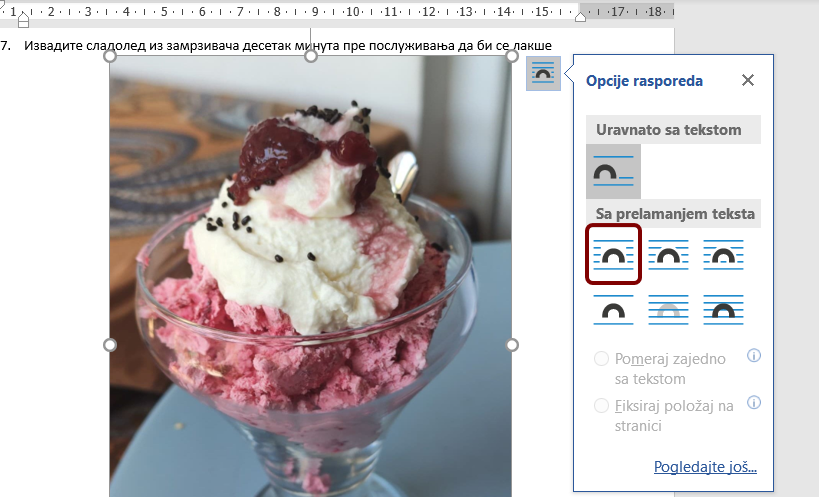 1 1 2 3 4 5 6 7 8 9 10 11 12 13 14 15 17 18
7. Извадите сладолед из замрзивача десетак минута пре послуживања да би се лакше
Opcije rasporeda
Uravnato sa tekstom
Sa prelamanjem teksta
Pomeraj zajedno
sa tekstom
Fiksiraj položaj na
stranici
Pogledajte još...